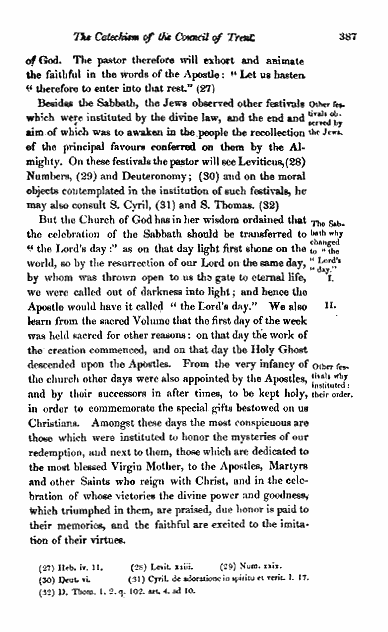 The Catechism of the Council of Trent. 387
of God. The pastor therefore will exhort and animate
the faithful in the words of the Apostle: “ Let us hasten
“ therefore to enter into that rest.” (27)
Besides the Sabbath, the Jews observed other festivals
which were instituted by the divine law, and the end and
aim of which was to awaken in the people the recollection
of the principal favours conferred on them by the Al-
mighty. On these festivals the pastor will see Leviticus, (28)
Numbers, (29) and Deuteronomy; (30) and on the moral
objects contemplated in the institution of such festivals, he
may also consult S. Cyril, (31) and S. Thomas. (32)
Other fes-
tivals ob-
served by
the Jews.
But the Church of God has in her wisdom ordained that
the celebration of the Sabbath should be transferred to
“ the Lord's day :” as on that day light first shone on the
world, so by the resurrection of our Lord on the same day,
by whom was thrown open to us the gate to eternal life,
we were called out of darkness into light; and hence the
Apostle would have it called “ the Lord's day.” We also
learn from the sacred Volume that the first day of the week
was held sacred for other reasons: on that day the work of
the creation commenced, and on that day the Holy Ghost
descended upon the Apostles. From the very infancy of
the church other days were also appointed by the Apostles,
and by their successors in after times, to be kept holy,
in order to commemorate the special gifts bestowed on us
Christians. Amongst these days the most conspicuous are
those which were instituted to honor the mysteries of our
redemption, and next to them, those which are dedicated to
the most blessed Virgin Mother, to the Apostles, Martyrs
and other Saints who reign with Christ, and in the cele-
bration of whose victories the divine power and goodness,
which triumphed in them, are praised, due honor is paid to
their memories, and the faithful are excited to the imita-
tion of their virtues.
The Sab-
bath why
changed
to “ the
“ Lord's
“ day.”
I.
II.
Other fes-
tivals why
instituted :
their order.
(27) Heb. iv. 11. (28) Levit. xxiii. (29) Num. xxix.
(30) Deut. vi. (31) Cyril. de adoratione in spiritu et verit. l. 17.
(32) D. Thom. 1. 2. q. 102. art. 4. ad 10.